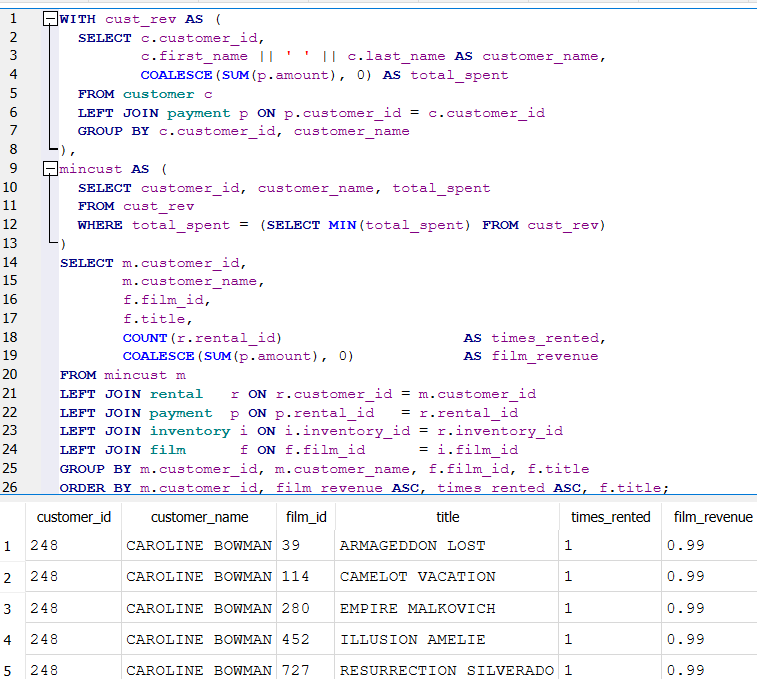 1 WITH cust_rev AS (
2 SELECT c.customer_id,
3 c.first_name || ' ' || c.last_name AS customer_name,
4 COALESCE(SUM(p.amount), 0) AS total_spent
5 FROM customer c
6 LEFT JOIN payment p ON p.customer_id = c.customer_id
7 GROUP BY c.customer_id, customer_name
8 ),
9 mincust AS (
10 SELECT customer_id, customer_name, total_spent
11 FROM cust_rev
12 WHERE total_spent = (SELECT MIN(total_spent) FROM cust_rev)
13 )
14 SELECT m.customer_id,
15 m.customer_name,
16 f.film_id,
17 f.title,
18 COUNT(r.rental_id) AS times_rented,
19 COALESCE(SUM(p.amount), 0) AS film_revenue
20 FROM mincust m
21 LEFT JOIN rental r ON r.customer_id = m.customer_id
22 LEFT JOIN payment p ON p.rental_id = r.rental_id
23 LEFT JOIN inventory i ON i.inventory_id = r.inventory_id
24 LEFT JOIN film f ON f.film_id = i.film_id
25 GROUP BY m.customer_id, m.customer_name, f.film_id, f.title
26 ORDER BY m.customer_id, film_revenue ASC, times_rented ASC, f.title;
customer_id customer_name film_id title times_rented film_revenue
1 248 CAROLINE BOWMAN 39 ARMAGEDDON LOST 1 0.99
2 248 CAROLINE BOWMAN 114 CAMELOT VACATION 1 0.99
3 248 CAROLINE BOWMAN 280 EMPIRE MALKOVICH 1 0.99
4 248 CAROLINE BOWMAN 452 ILLUSION AMELIE 1 0.99
5 248 CAROLINE BOWMAN 727 RESURRECTION SILVERADO 1 0.99